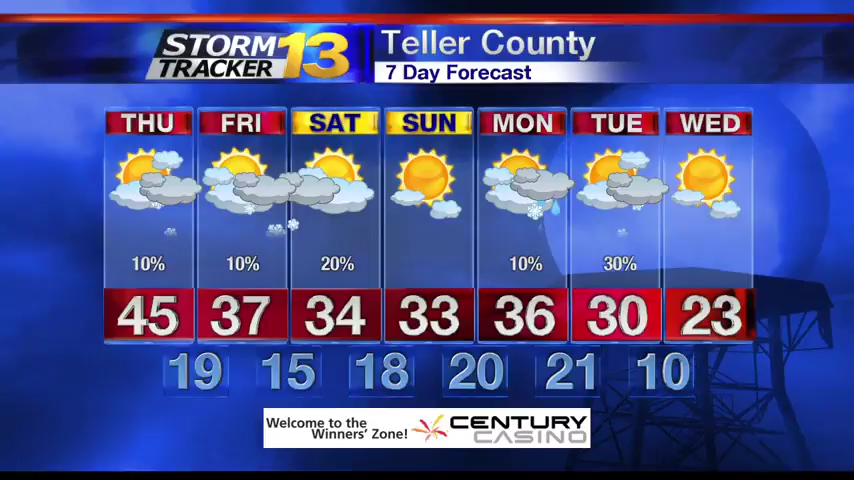 STORM
TRACKER
13
Teller County
7 Day Forecast
THU FRI SAT SUN MON TUE WED
10% 10% 20% 10% 30%
45 37 34 33 36 30 23
19 15 18 20 21 10
Welcome to the
Winners' Zone!
CENTURY
CASINO